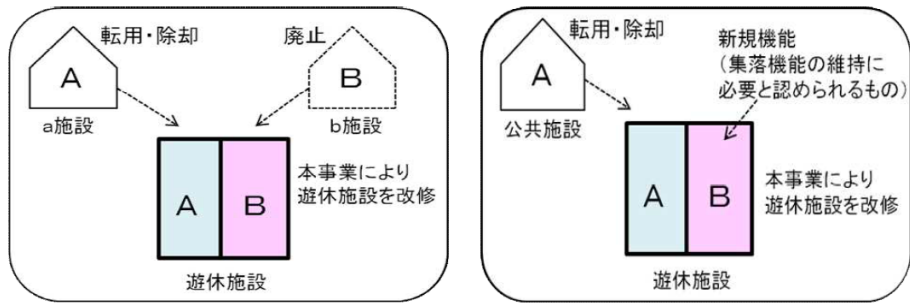 転用・除却
A
a施設
廃止
B
b施設
A
B
本事業により
遊休施設を改修
遊休施設
転用・除却
A
公共施設
新規機能
(集落機能の維持に
必要と認められるもの)
A
B
本事業により
遊休施設を改修
遊休施設